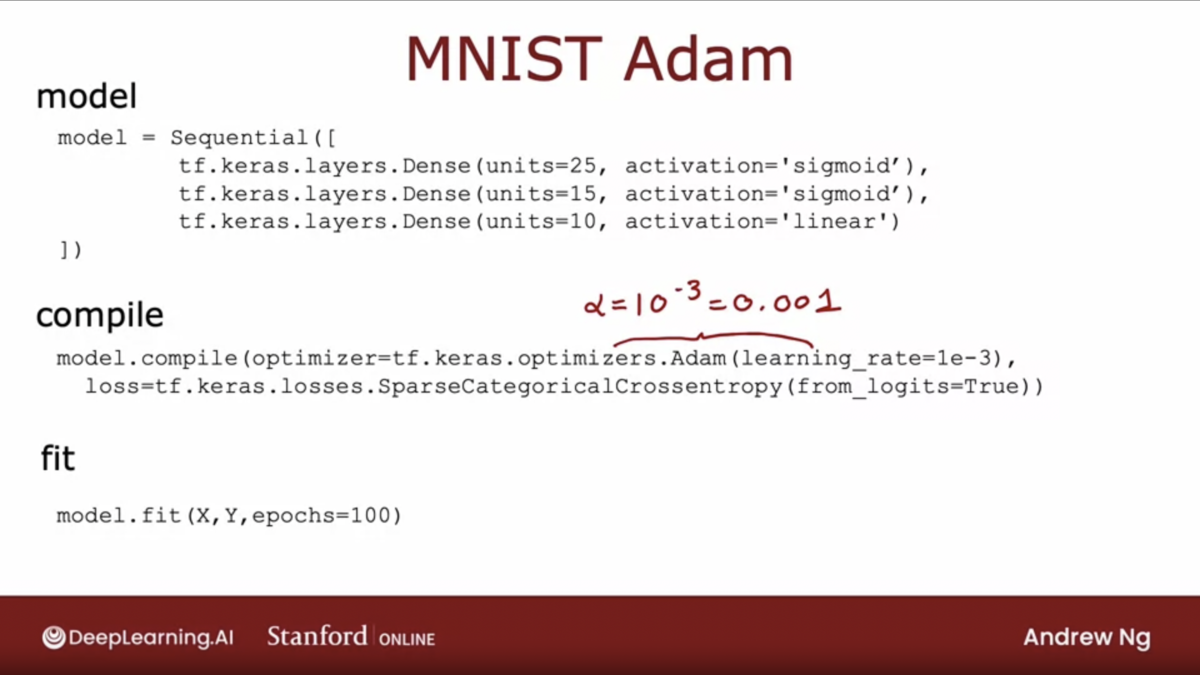 MNIST Adam
model
model = Sequential([
tf.keras.layers.Dense(units=25, activation='sigmoid’),
tf.keras.layers.Dense(units=15, activation='sigmoid’),
tf.keras.layers.Dense(units=10, activation='linear')
])
α=10⁻³=0.001
compile
model.compile(optimizer=tf.keras.optimizers.Adam(learning_rate=1e-3),
loss=tf.keras.losses.SparseCategoricalCrossentropy(from_logits=True))
fit
model.fit(X,Y,epochs=100)
DeepLearning.AI Stanford ONLINE Andrew Ng